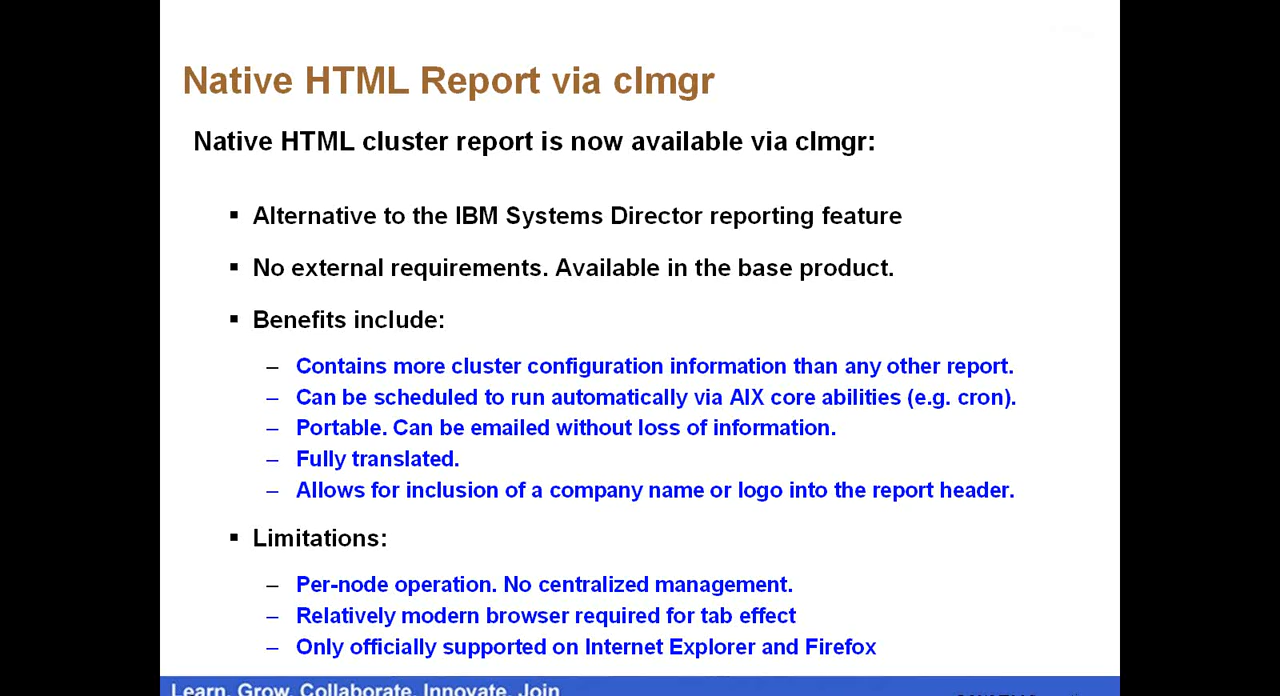 Native HTML Report via clmgr
Native HTML cluster report is now available via clmgr:
▪ Alternative to the IBM Systems Director reporting feature
▪ No external requirements. Available in the base product.
▪ Benefits include:
– Contains more cluster configuration information than any other report.
– Can be scheduled to run automatically via AIX core abilities (e.g. cron).
– Portable. Can be emailed without loss of information.
– Fully translated.
– Allows for inclusion of a company name or logo into the report header.
▪ Limitations:
– Per-node operation. No centralized management.
– Relatively modern browser required for tab effect
– Only officially supported on Internet Explorer and Firefox
Learn. Grow. Collaborate. Innovate. Join